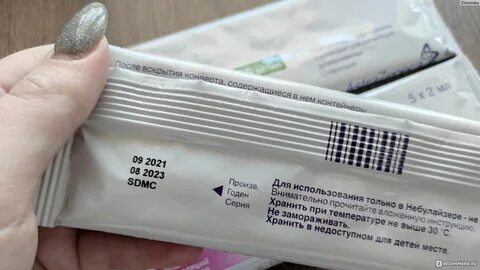 После вскрытия конверта, содержащиеся в нем контейнеры
5 x 2 мл
09 2021
08 2023
SDMC
Произв.
Годен
Серия
Для использования только в Небулайзере - не
Внимательно прочитайте вложенную инструкцию.
Хранить при температуре не выше 30 °C.
Не замораживать.
Хранить в недоступном для детей месте.